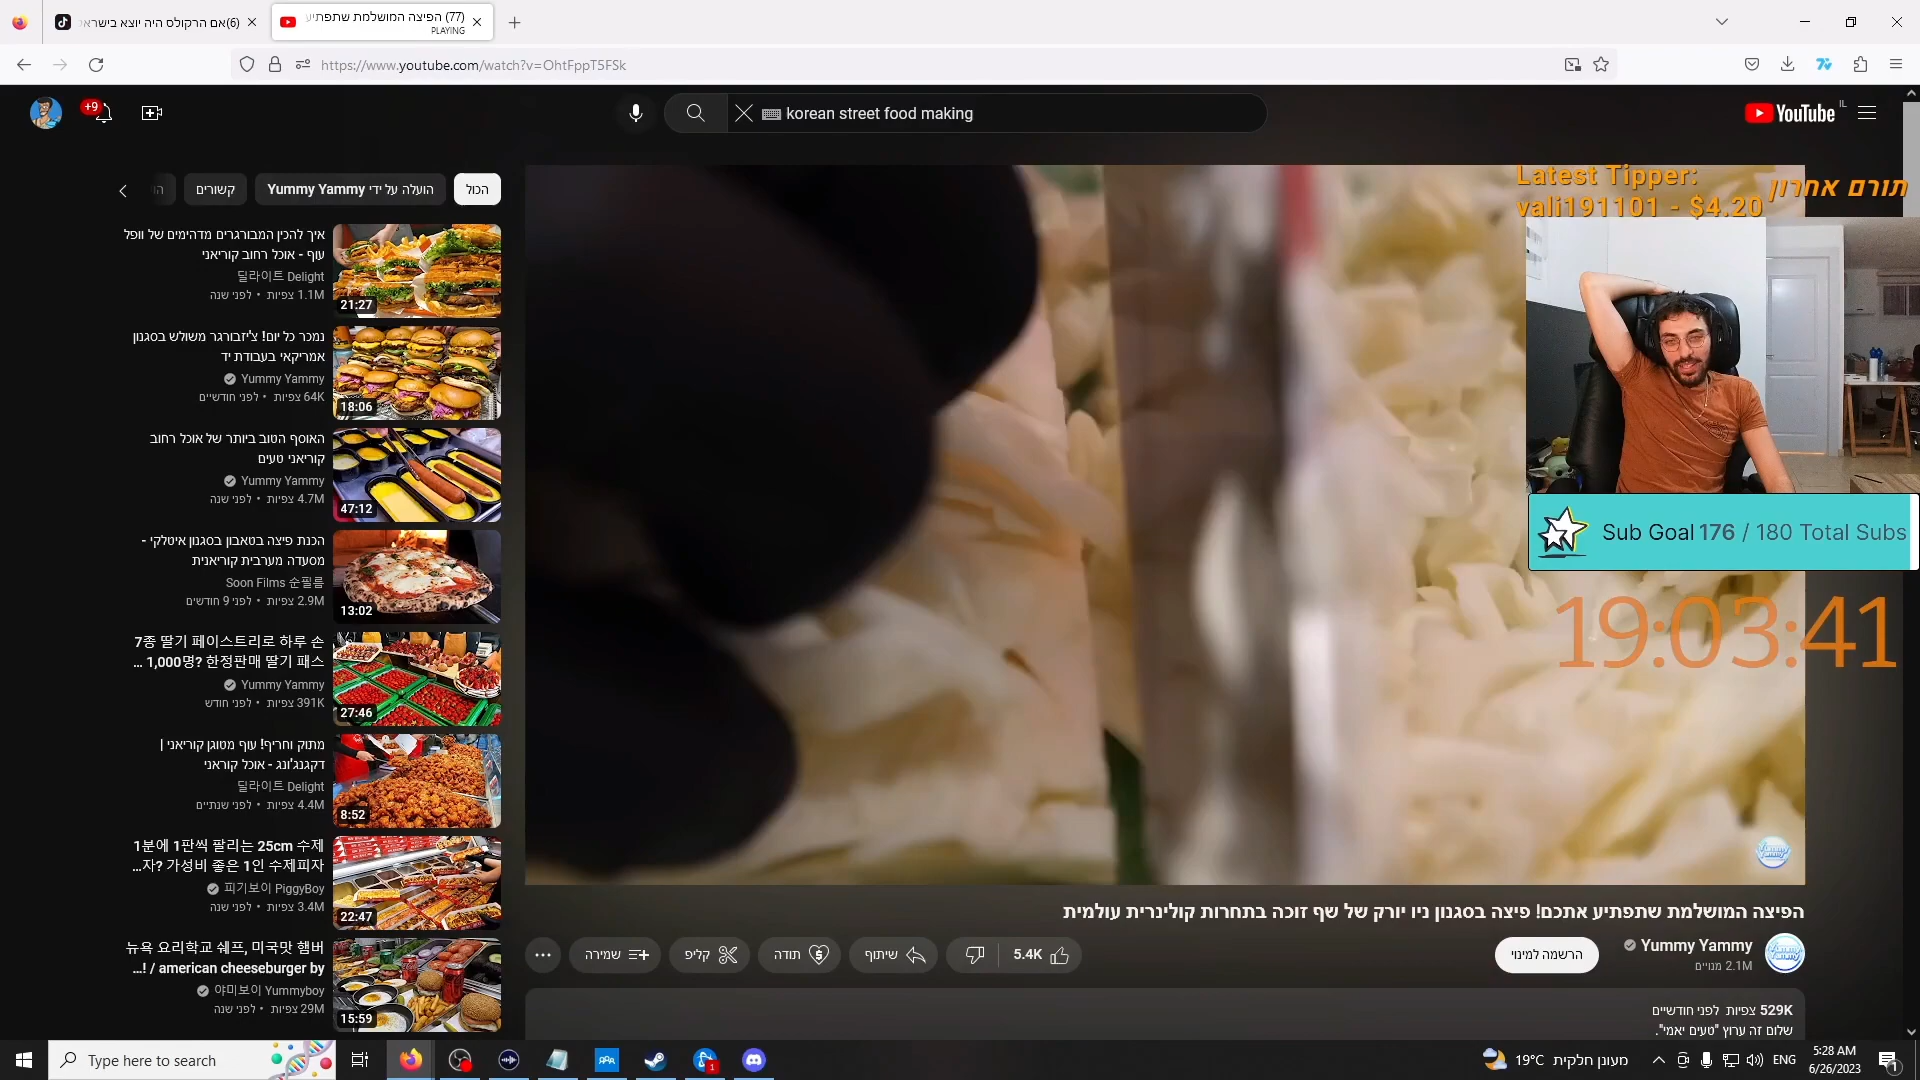 (6)אם הרקולס היה יוצא בישרא
(77) הפיצה המושלמת שתפתיע
PLAYING
https://www.youtube.com/watch?v=OhtFppT5FSk
+9
korean street food making
YouTube
IL
הכול
הועלה על ידי Yummy Yammy
קשורים
איך להכין המבורגרים מדהימים של וופל
עוף - אוכל רחוב קוריאני
딜라이트 Delight
1.1M צפיות • לפני שנה
21:27
נמכר כל יום! צ'יזבורגר משולש בסגנון
אמריקאי בעבודת יד
Yummy Yammy
64K צפיות • לפני חודשיים
18:06
האוסף הטוב ביותר של אוכל רחוב
קוריאני טעים
Yummy Yammy
4.7M צפיות • לפני שנה
47:12
הכנת פיצה בטאבון בסגנון איטלקי -
מסעדה מערבית קוריאנית
Soon Films 순필름
2.9M צפיות • לפני 9 חודשים
13:02
7종 딸기 페이스트리로 하루 손
... 1,000명? 한정판매 딸기 패스
Yummy Yammy
391K צפיות • לפני חודש
27:46
מתוק וחריף! עוף מטוגן קוריאני |
דקגנג'ונג - אוכל קוראני
딜라이트 Delight
4.4M צפיות • לפני שנתיים
8:52
1분에 1판씩 팔리는 25cm 수제
...자? 가성비 좋은 1인 수제피자
피기보이 PiggyBoy
3.4M צפיות • לפני שנה
22:47
뉴욕 요리학교 쉐프, 미국맛 햄버
...! / american cheeseburger by
야미보이 Yummyboy
29M צפיות • לפני שנה
15:59
Latest Tipper:
vali191101 - $4.20
תורם אחרון
Sub Goal 176 / 180 Total Subs
19:03:41
Yummy
Yammy
הפיצה המושלמת שתפתיע אתכם! פיצה בסגנון ניו יורק של שף זוכה בתחרות קולינרית עולמית
Yummy Yammy
2.1M מנויים
הרשמה למינוי
5.4K
שיתוף
תודה
קליפ
שמירה
529K צפיות לפני חודשיים
שלום זה ערוץ "טעים יאמי".
Type here to search
19°C מעונן חלקית
ENG
5:28 AM
6/26/2023